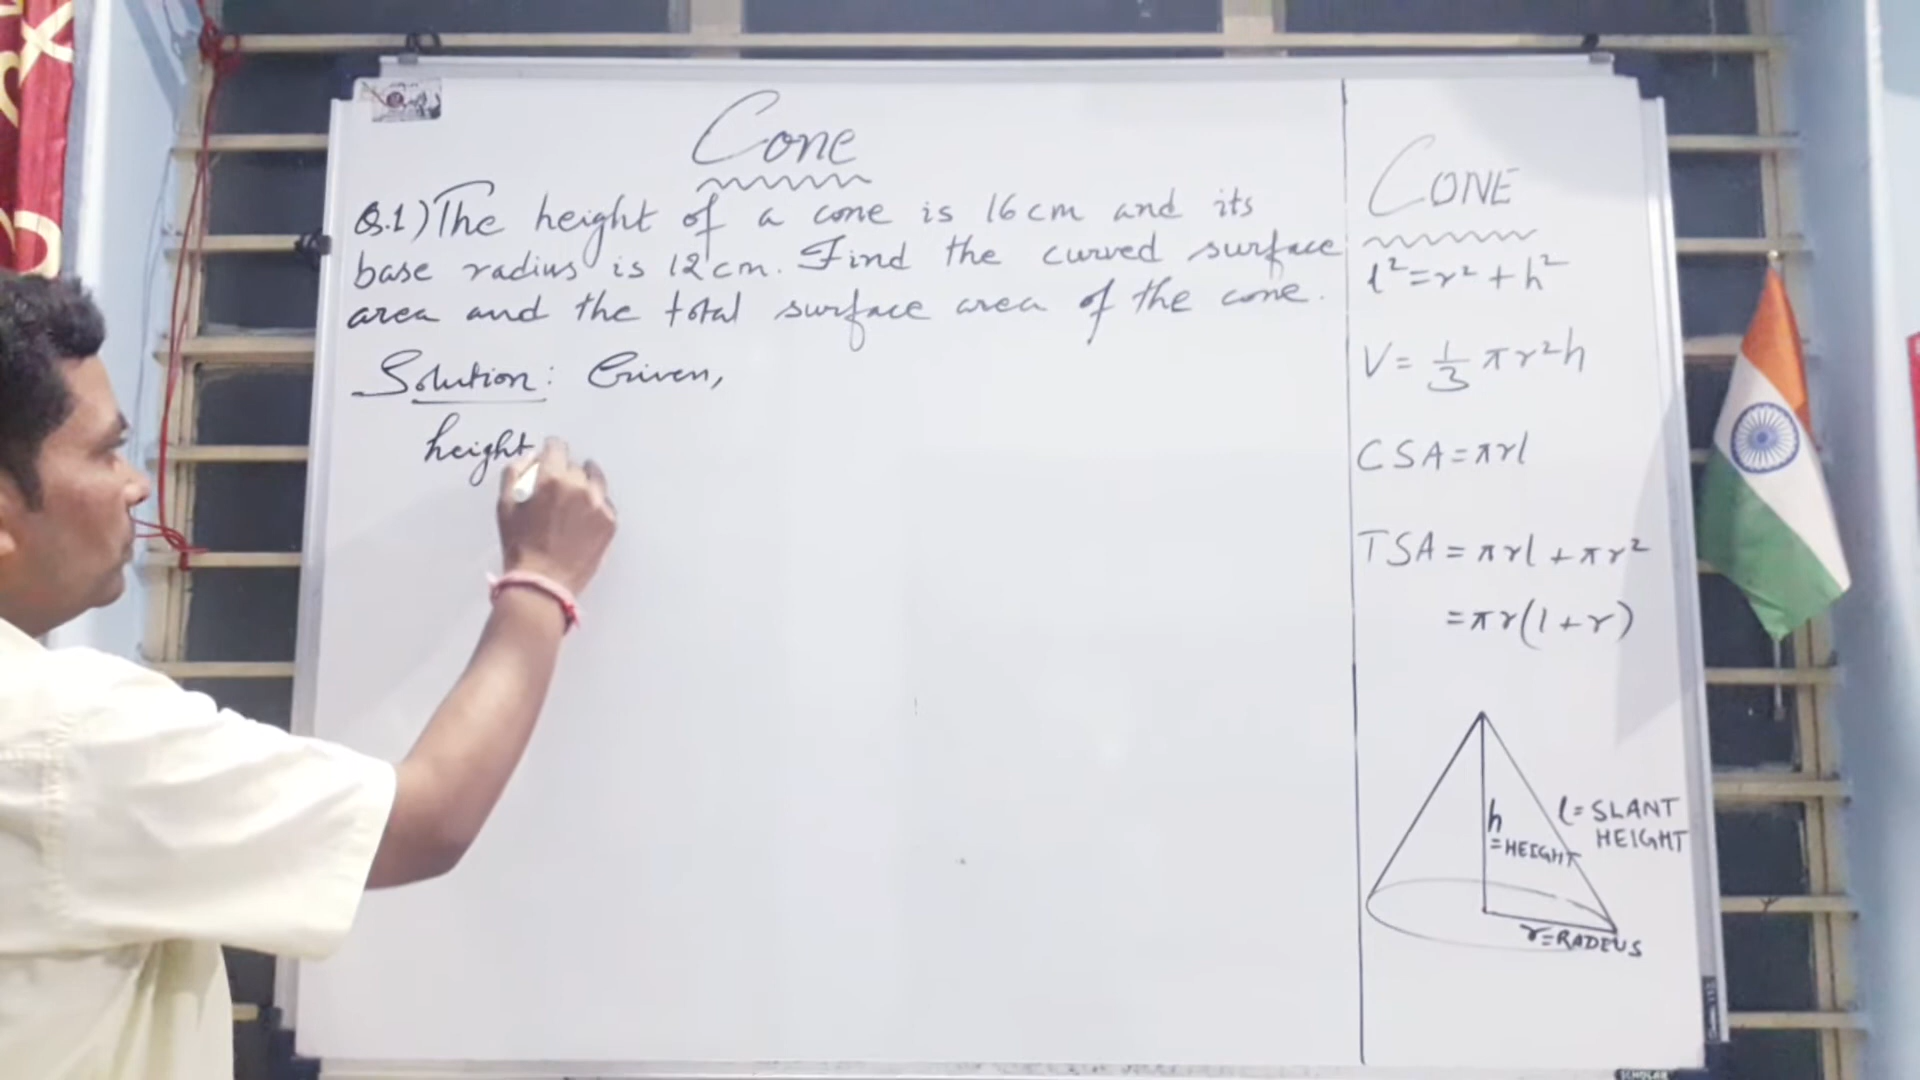 Cone
Q.1) The height of a cone is 16 cm and its
base radius is 12 cm. Find the curved surface
area and the total surface area of the cone.
Solution: Given,
height
CONE
l² = r² + h²
V = 1/3 πr²h
CSA = πrl
TSA = πrl + πr²
= πr(l + r)
h
= HEIGHT
l = SLANT
HEIGHT
r = RADIUS